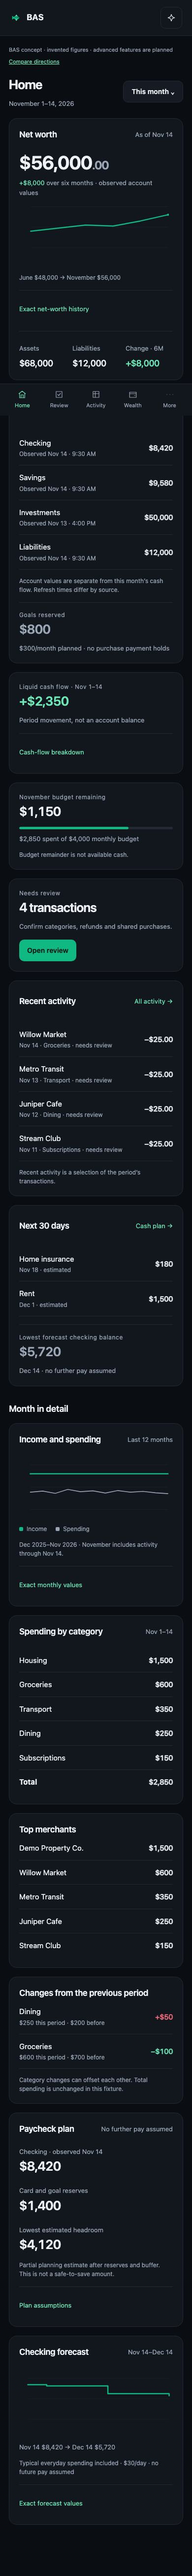 BAS
BAS concept · invented figures · advanced features are planned
Compare directions
Home
November 1–14, 2026
This month
Net worth
As of Nov 14
$56,000.00
+$8,000 over six months · observed account
values
June $48,000 → November $56,000
Exact net-worth history
Assets
Liabilities
Change · 6M
$68,000
$12,000
+$8,000
Home
Review
Activity
Wealth
More
Checking
Observed Nov 14 · 9:30 AM
$8,420
Savings
Observed Nov 14 · 9:30 AM
$9,580
Investments
Observed Nov 13 · 4:00 PM
$50,000
Liabilities
Observed Nov 14 · 9:30 AM
$12,000
Account values are separate from this month's cash
flow. Refresh times differ by source.
Goals reserved
$800
$300/month planned · no purchase payment holds
Liquid cash flow · Nov 1–14
+$2,350
Period movement, not an account balance
Cash-flow breakdown
November budget remaining
$1,150
$2,850 spent of $4,000 monthly budget
Budget remainder is not available cash.
Needs review
4 transactions
Confirm categories, refunds and shared purchases.
Open review
Recent activity
All activity →
Willow Market
Nov 14 · Groceries · needs review
−$25.00
Metro Transit
Nov 13 · Transport · needs review
−$25.00
Juniper Cafe
Nov 12 · Dining · needs review
−$25.00
Stream Club
Nov 11 · Subscriptions · needs review
−$25.00
Recent activity is a selection of the period's
transactions.
Next 30 days
Cash plan →
Home insurance
Nov 18 · estimated
$180
Rent
Dec 1 · estimated
$1,500
Lowest forecast checking balance
$5,720
Dec 14 · no further pay assumed
Month in detail
Income and spending
Last 12 months
Income
Spending
Dec 2025–Nov 2026 · November includes activity
through Nov 14.
Exact monthly values
Spending by category
Nov 1–14
Housing
$1,500
Groceries
$600
Transport
$350
Dining
$250
Subscriptions
$150
Total
$2,850
Top merchants
Demo Property Co.
$1,500
Willow Market
$600
Metro Transit
$350
Juniper Cafe
$250
Stream Club
$150
Changes from the previous period
Dining
$250 this period · $200 before
+$50
Groceries
$600 this period · $700 before
−$100
Category changes can offset each other. Total
spending is unchanged in this fixture.
Paycheck plan
No further pay assumed
Checking · observed Nov 14
$8,420
Card and goal reserves
$1,400
Lowest estimated headroom
$4,120
Partial planning estimate after reserves and buffer.
This is not a safe-to-save amount.
Plan assumptions
Checking forecast
Nov 14–Dec 14
Nov 14 $8,420 → Dec 14 $5,720
Typical everyday spending included · $30/day · no
future pay assumed
Exact forecast values